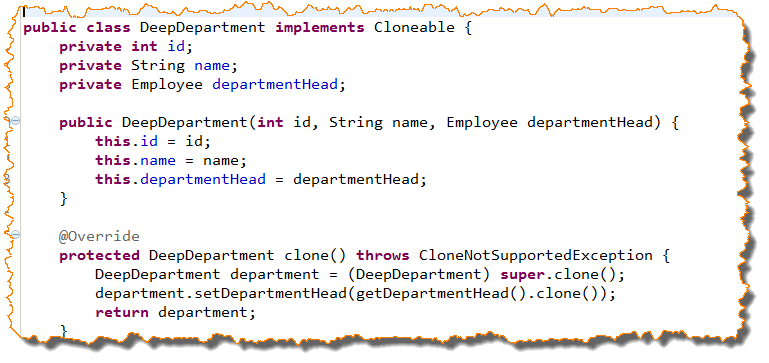 public class DeepDepartment implements Cloneable {
    private int id;
    private String name;
    private Employee departmentHead;

    public DeepDepartment(int id, String name, Employee departmentHead) {
        this.id = id;
        this.name = name;
        this.departmentHead = departmentHead;
    }

    @Override
    protected DeepDepartment clone() throws CloneNotSupportedException {
        DeepDepartment department = (DeepDepartment) super.clone();
        department.setDepartmentHead(getDepartmentHead().clone());
        return department;
    }